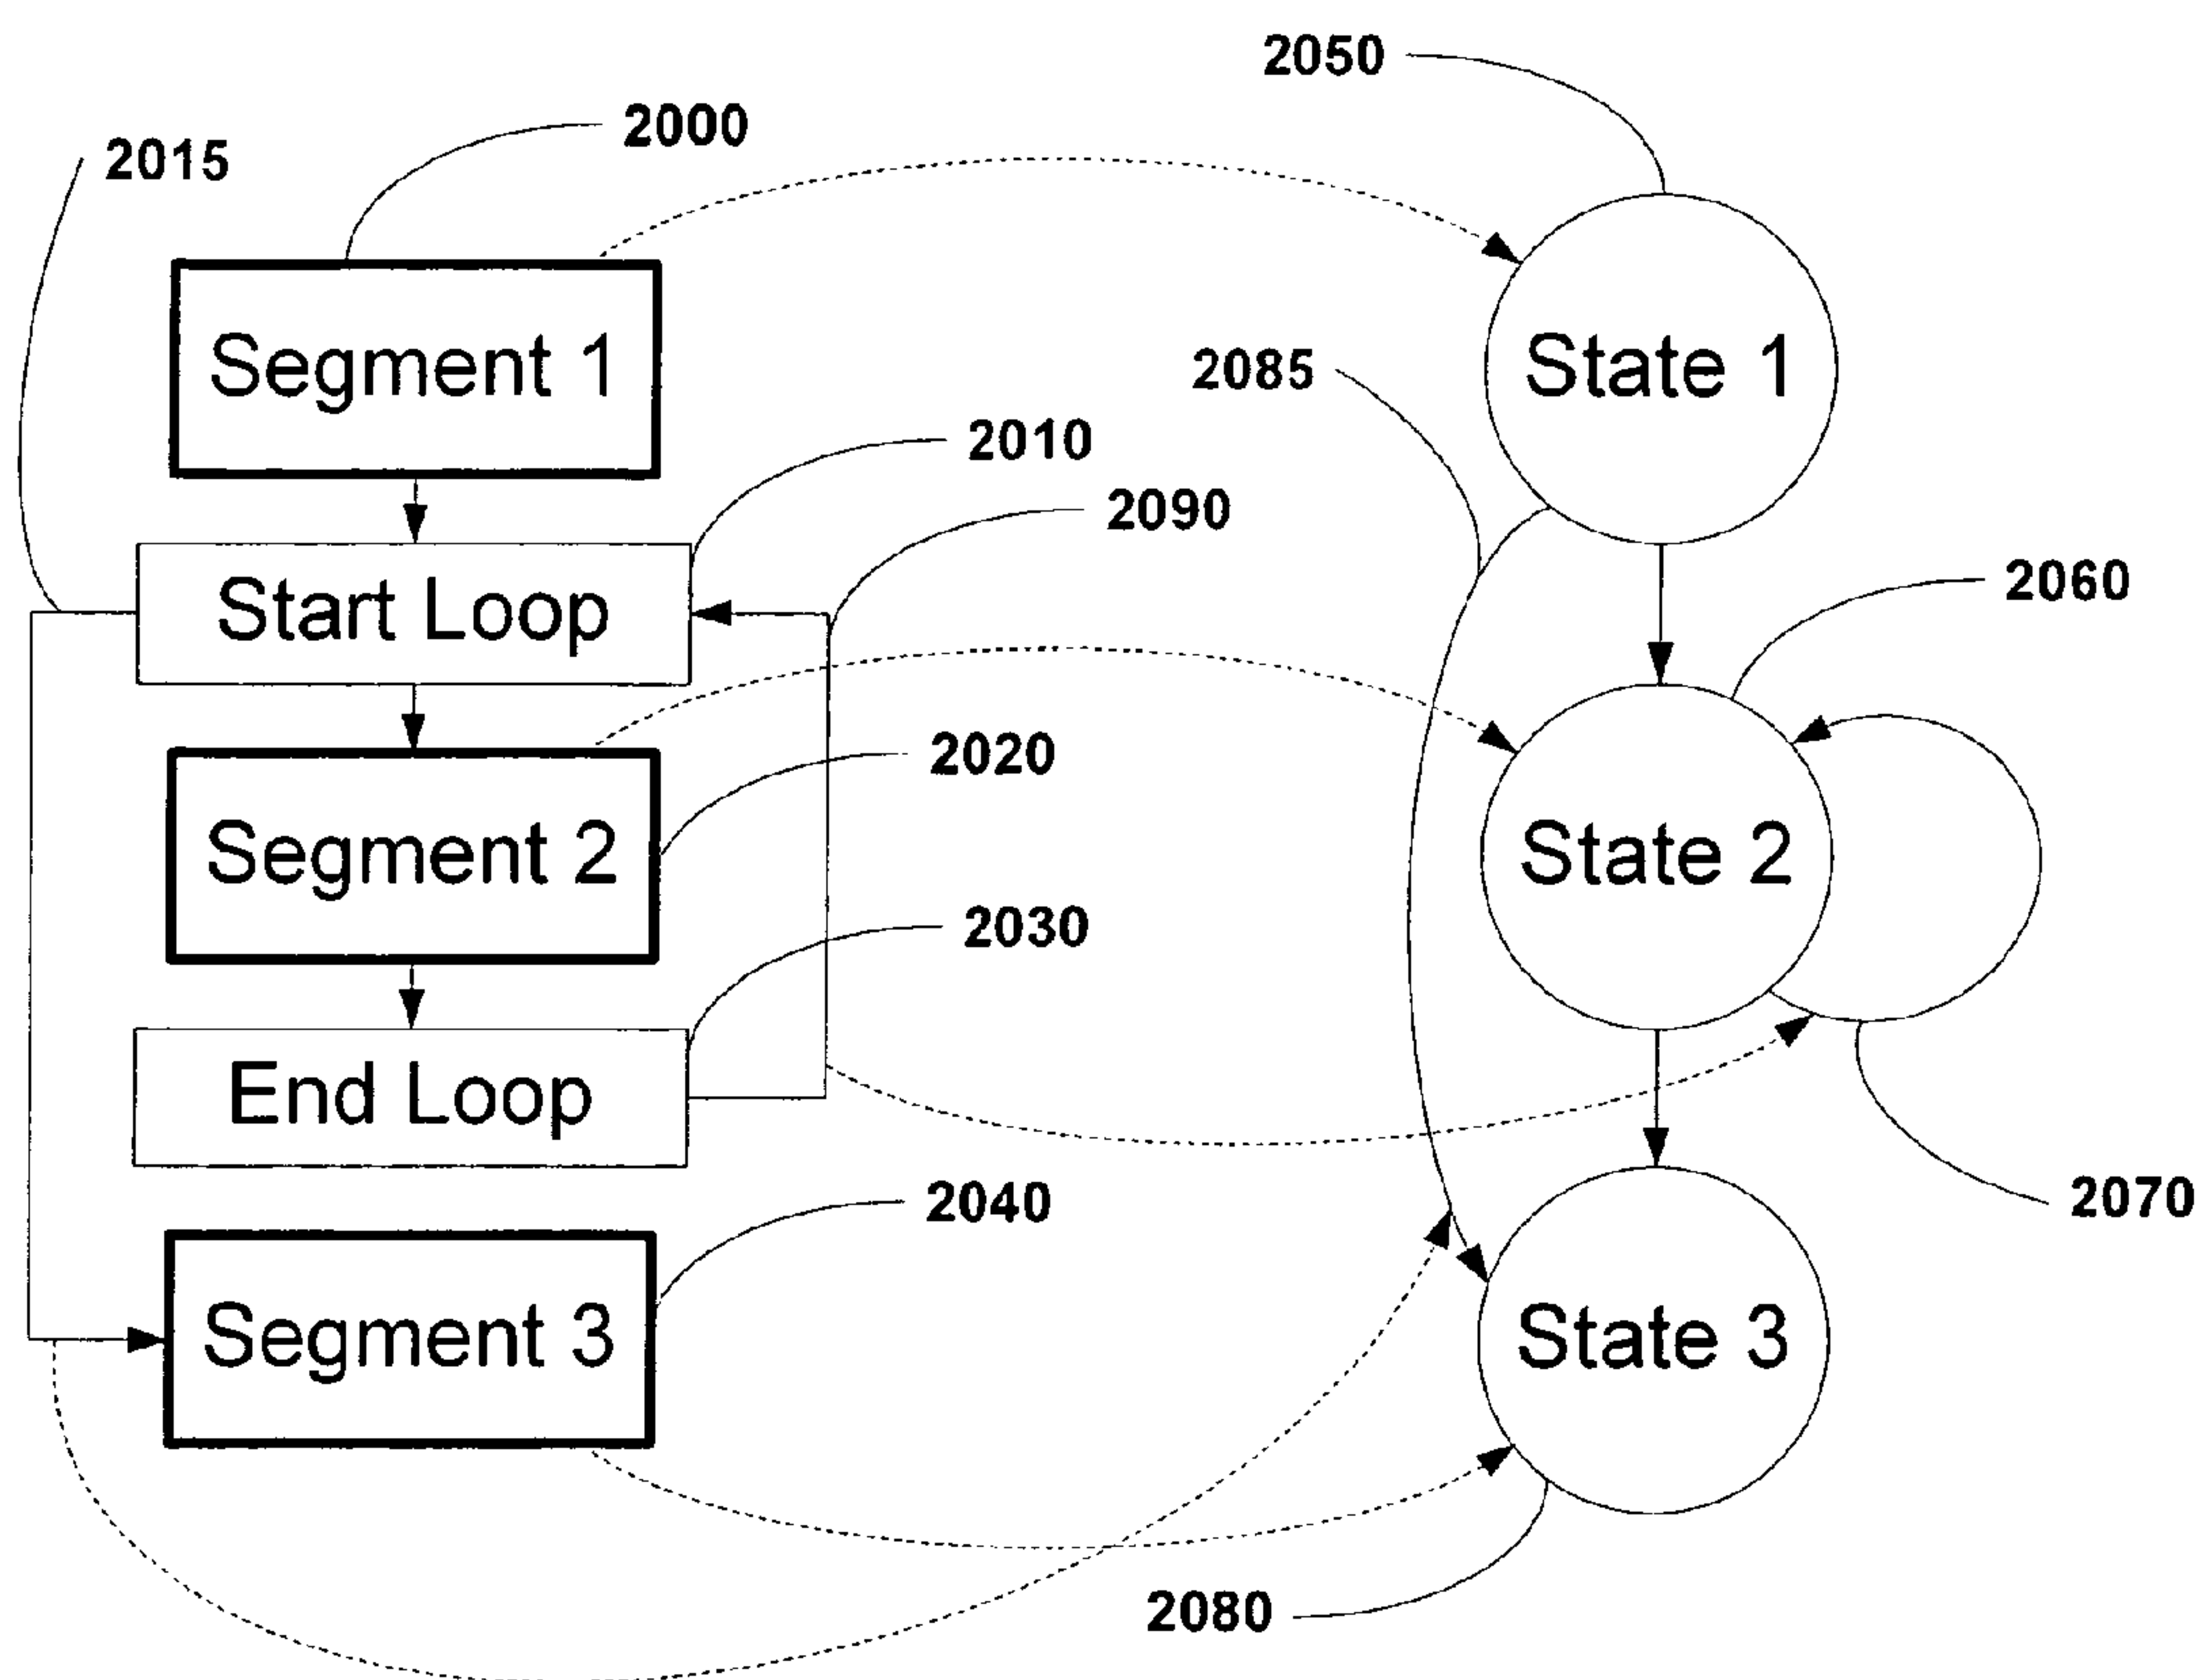 2050
2000
2015
Segment 1
State 1
2085
2010
2090
2060
Start Loop
2020
Segment 2
State 2
2030
End Loop
2040
2070
Segment 3
State 3
2080